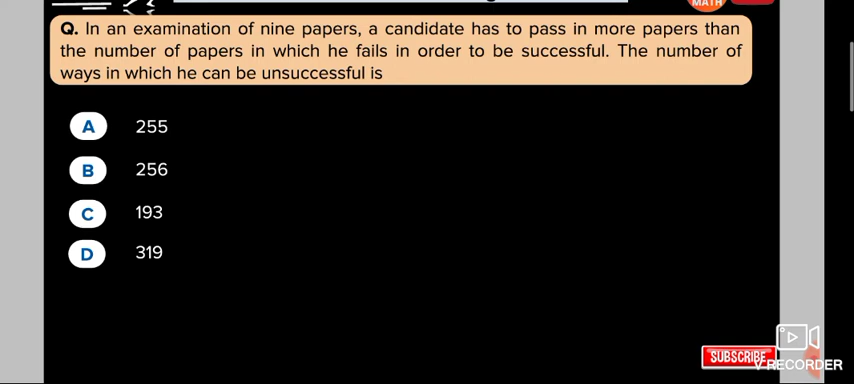 MATH
Q. In an examination of nine papers, a candidate has to pass in more papers than
the number of papers in which he fails in order to be successful. The number of
ways in which he can be unsuccessful is
A 255
B 256
C 193
D 319
SUBSCRIBE
V RECORDER